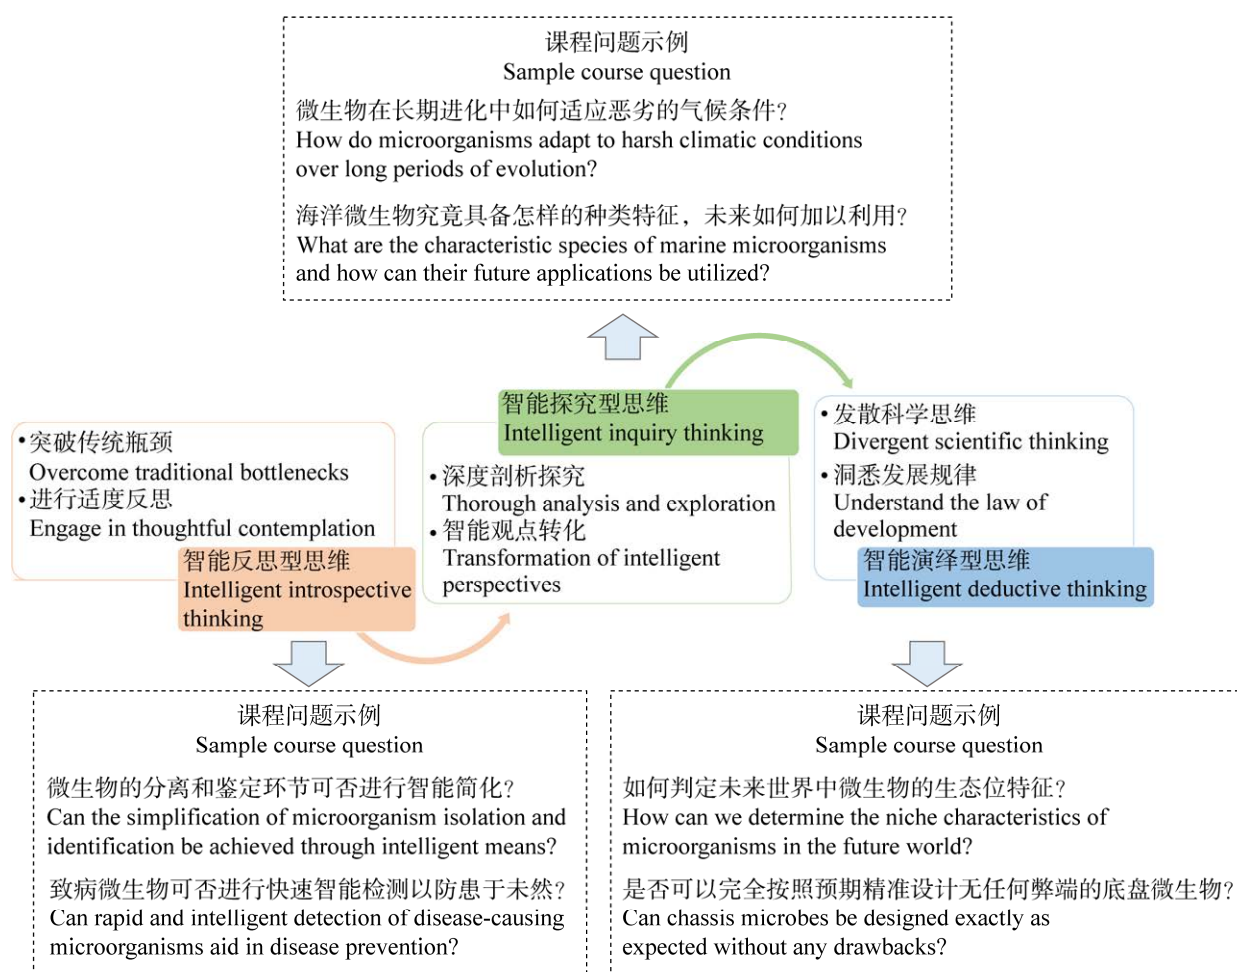 课程问题示例
Sample course question
微生物在长期进化中如何适应恶劣的气候条件？
How do microorganisms adapt to harsh climatic conditions
over long periods of evolution?
海洋微生物究竟具备怎样的种类特征，未来如何加以利用？
What are the characteristic species of marine microorganisms
and how can their future applications be utilized?
•突破传统瓶颈
Overcome traditional bottlenecks
•进行适度反思
Engage in thoughtful contemplation
智能反思型思维
Intelligent introspective
thinking
智能探究型思维
Intelligent inquiry thinking
•深度剖析探究
Thorough analysis and exploration
•智能观点转化
Transformation of intelligent
perspectives
•发散科学思维
Divergent scientific thinking
•洞悉发展规律
Understand the law of
development
智能演绎型思维
Intelligent deductive thinking
课程问题示例
Sample course question
微生物的分离和鉴定环节可否进行智能简化？
Can the simplification of microorganism isolation and
identification be achieved through intelligent means?
致病微生物可否进行快速智能检测以防患于未然？
Can rapid and intelligent detection of disease-causing
microorganisms aid in disease prevention?
课程问题示例
Sample course question
如何判定未来世界中微生物的生态位特征？
How can we determine the niche characteristics of
microorganisms in the future world?
是否可以完全按照预期精准设计无任何弊端的底盘微生物？
Can chassis microbes be designed exactly as
expected without any drawbacks?